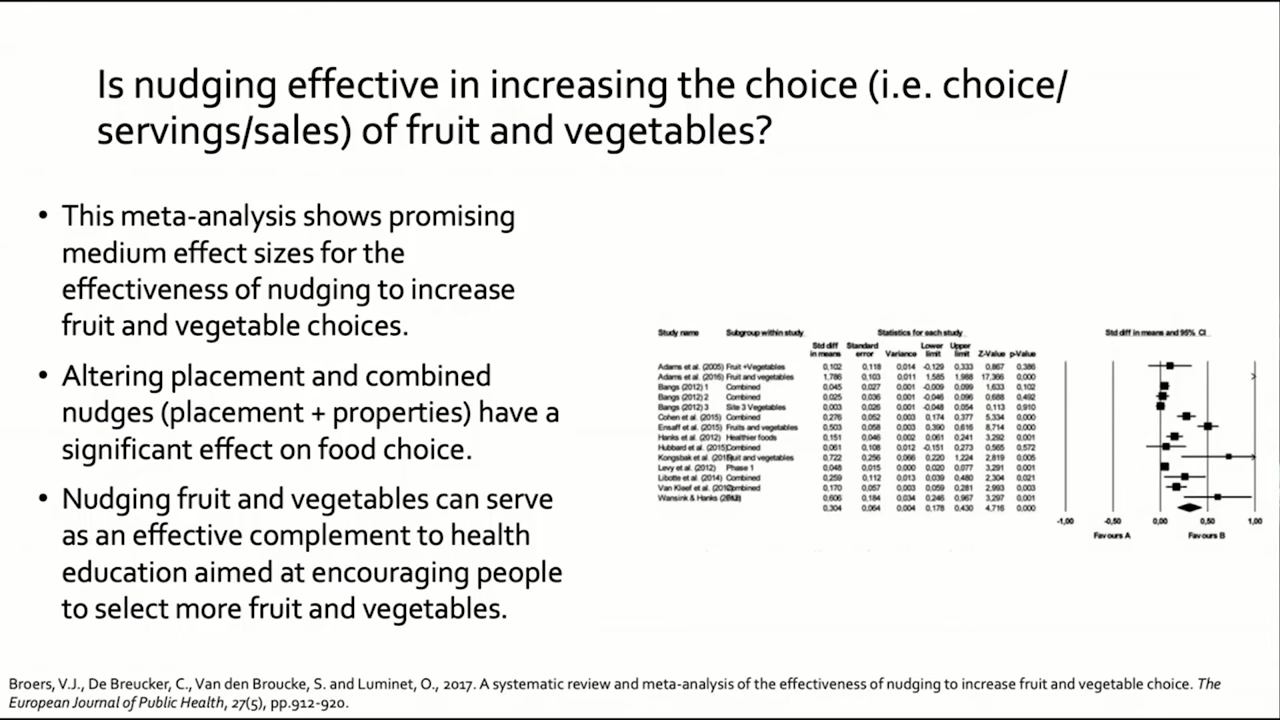 Is nudging effective in increasing the choice (i.e. choice/
servings/sales) of fruit and vegetables?
• This meta-analysis shows promising
medium effect sizes for the
effectiveness of nudging to increase
fruit and vegetable choices.
• Altering placement and combined
nudges (placement + properties) have a
significant effect on food choice.
• Nudging fruit and vegetables can serve
as an effective complement to health
education aimed at encouraging people
to select more fruit and vegetables.
Study name Subgroup within study Statistics for each study Std diff in means and 95% CI
Std diff Standard Lower Upper
in means error Variance limit limit Z-Value p-Value
Adams et al. (2005) Fruit +Vegetables 0,102 0,118 0,014 -0,129 0,333 0,867 0,386
Adams et al. (2016) Fruit and vegetables 1,786 0,103 0,011 1,585 1,988 17,366 0,000
Bangs (2012) 1 Combined 0,045 0,027 0,001 -0,009 0,099 1,633 0,102
Bangs (2012) 2 Combined 0,025 0,036 0,001 -0,046 0,096 0,688 0,492
Bangs (2012) 3 Site 3 Vegetables 0,003 0,026 0,001 -0,048 0,054 0,113 0,910
Cohen et al. (2015) Combined 0,276 0,052 0,003 0,174 0,377 5,334 0,000
Ensaff et al. (2015) Fruits and vegetables 0,503 0,058 0,003 0,390 0,616 8,714 0,000
Hanks et al. (2012) Healthier foods 0,151 0,046 0,002 0,061 0,241 3,292 0,001
Hubbard et al. (2015) Combined 0,061 0,108 0,012 -0,151 0,273 0,565 0,572
Kongsbak et al. and vegetables 0,722 0,256 0,066 0,220 1,224 2,819 0,005
Levy et al. (2012) Phase 1 0,048 0,015 0,000 0,020 0,077 3,291 0,001
Libotte et al. (2014) Combined 0,259 0,112 0,013 0,039 0,480 2,304 0,021
Van Kleef et al. 0,170 0,057 0,003 0,059 0,281 2,993 0,003
Wansink & Hanks 0,606 0,184 0,034 0,246 0,967 3,297 0,001
0,304 0,064 0,004 0,178 0,430 4,716 0,000
-1,00 -0,50 0,00 0,50 1,00
Favours A Favours B
Broers, V.J., De Breucker, C., Van den Broucke, S. and Luminet, O., 2017. A systematic review and meta-analysis of the effectiveness of nudging to increase fruit and vegetable choice. The
European Journal of Public Health, 27(5), pp.912-920.